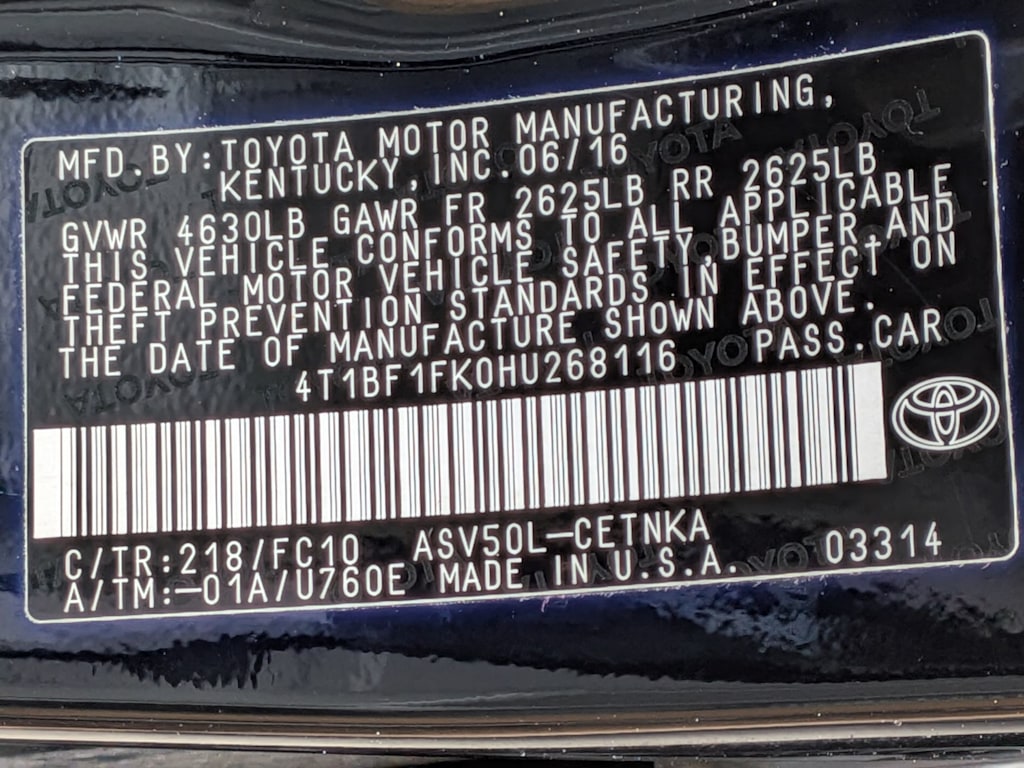 MFD.BY:TOYOTA MOTOR MANUFACTURING,
KENTUCKY,INC.06/16
GVWR 4630LB GAWR FR 2625LB RR 2625LB
THIS VEHICLE CONFORMS TO ALL APPLICABLE
FEDERAL MOTOR VEHICLE SAFETY,BUMPER,AND
THEFT PREVENTION STANDARDS IN EFFECT ON
THE DATE OF MANUFACTURE SHOWN ABOVE.
4T1BF1FK0HU268116 PASS.CAR
C/TR:218/FC10 ASV50L-CETNKA
A/TM:-01A/U760E MADE IN U.S.A. 03314